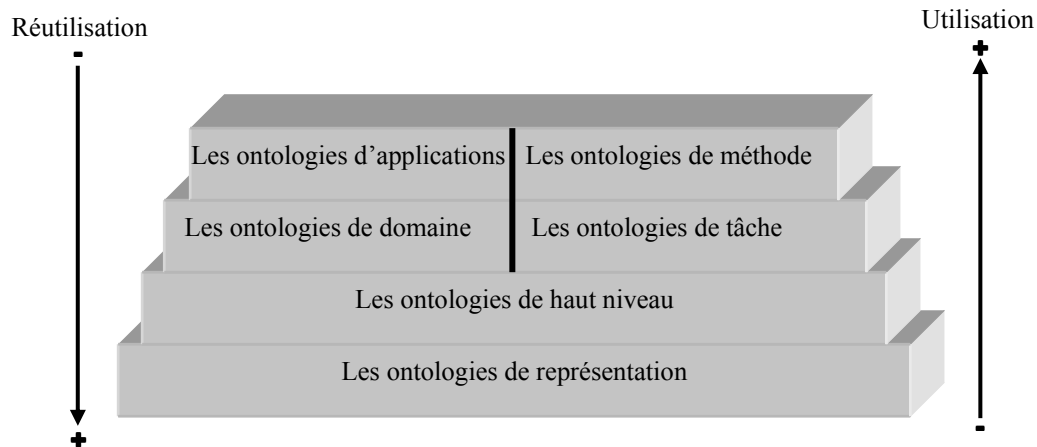 Réutilisation
Utilisation
-
+
Les ontologies d’applications
Les ontologies de méthode
Les ontologies de domaine
Les ontologies de tâche
Les ontologies de haut niveau
Les ontologies de représentation
+
-